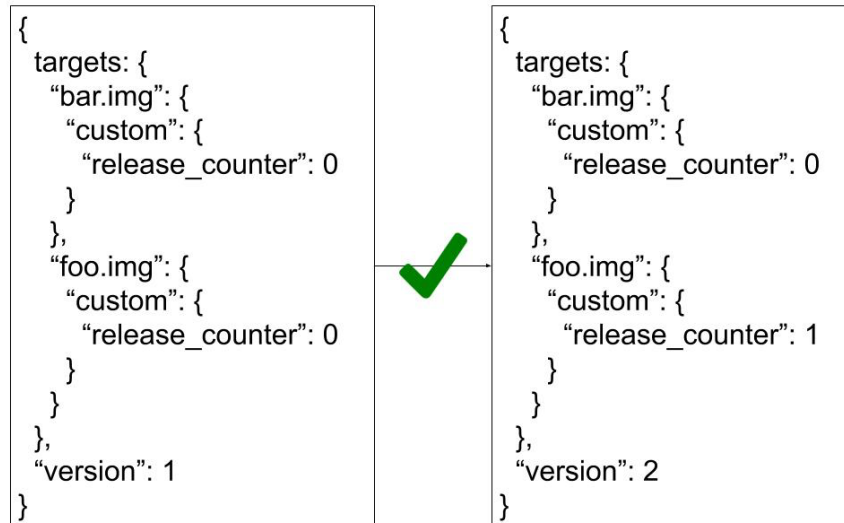 {
targets: {
“bar.img”: {
“custom”: {
“release_counter”: 0
}
},
“foo.img”: {
“custom”: {
“release_counter”: 0
}
}
},
“version”: 1
}
{
targets: {
“bar.img”: {
“custom”: {
“release_counter”: 0
}
},
“foo.img”: {
“custom”: {
“release_counter”: 1
}
}
},
“version”: 2
}